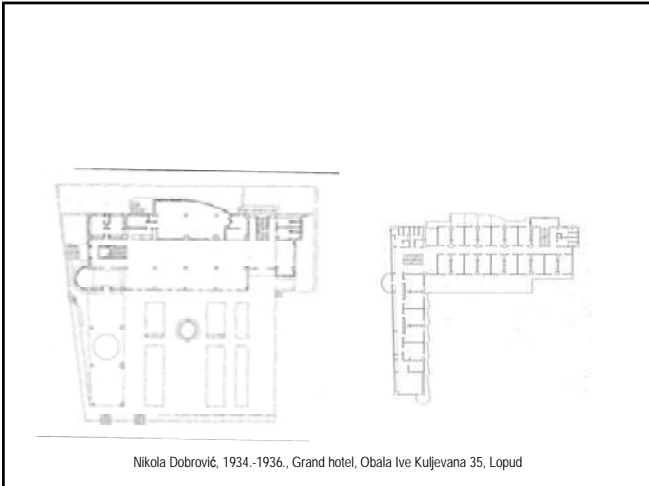 Nikola Dobrović, 1934.-1936., Grand hotel, Obala Ive Kuljevana 35, Lopud